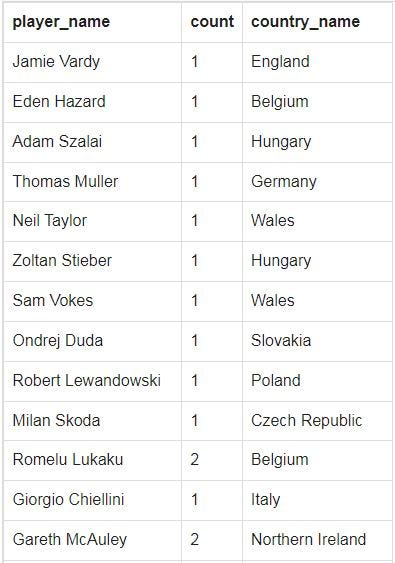 player_name count country_name
Jamie Vardy 1 England
Eden Hazard 1 Belgium
Adam Szalai 1 Hungary
Thomas Muller 1 Germany
Neil Taylor 1 Wales
Zoltan Stieber 1 Hungary
Sam Vokes 1 Wales
Ondrej Duda 1 Slovakia
Robert Lewandowski 1 Poland
Milan Skoda 1 Czech Republic
Romelu Lukaku 2 Belgium
Giorgio Chiellini 1 Italy
Gareth McAuley 2 Northern Ireland